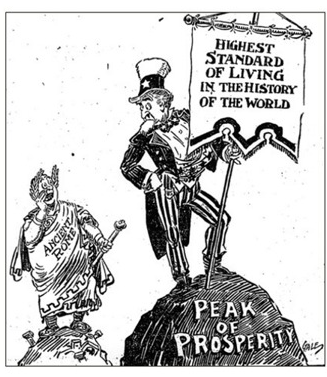 HIGHEST
STANDARD
OF LIVING
IN THE HISTORY
OF THE WORLD
ANCIENT
ROME
PEAK
OF
PROSPERITY